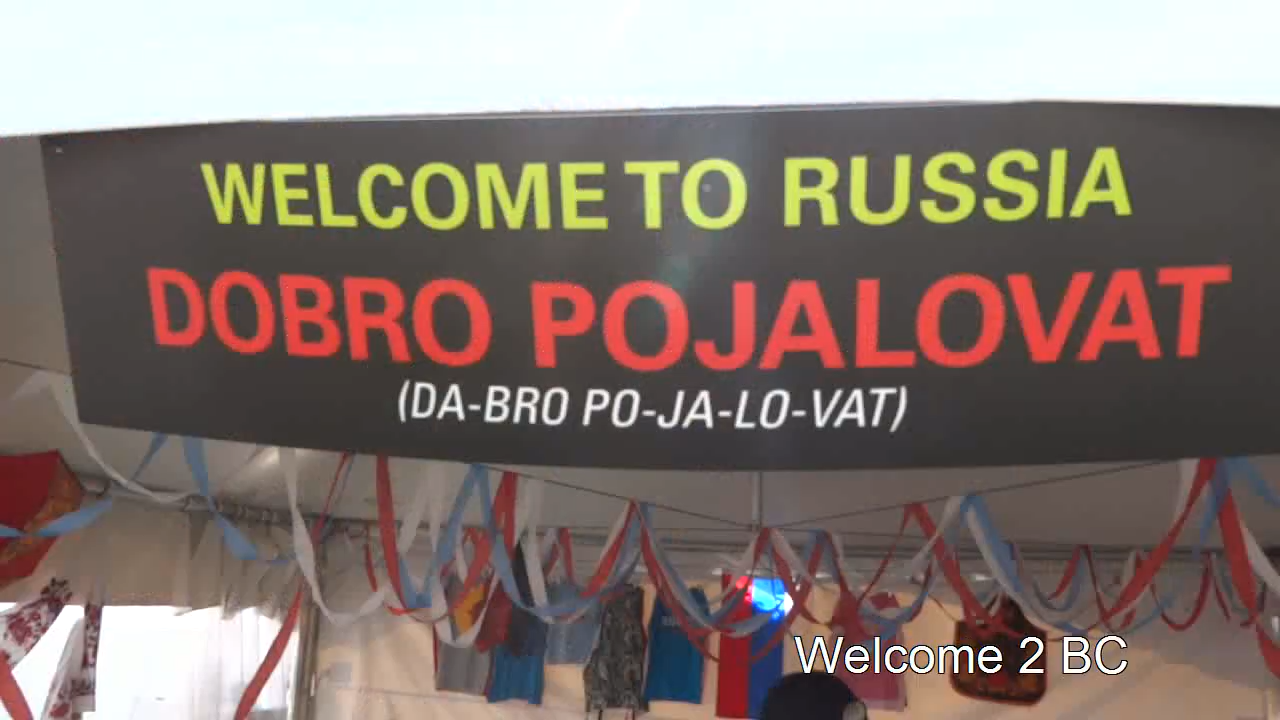 WELCOME TO RUSSIA
DOBRO POJALOVAT
(DA-BRO PO-JA-LO-VAT)
Welcome 2 BC